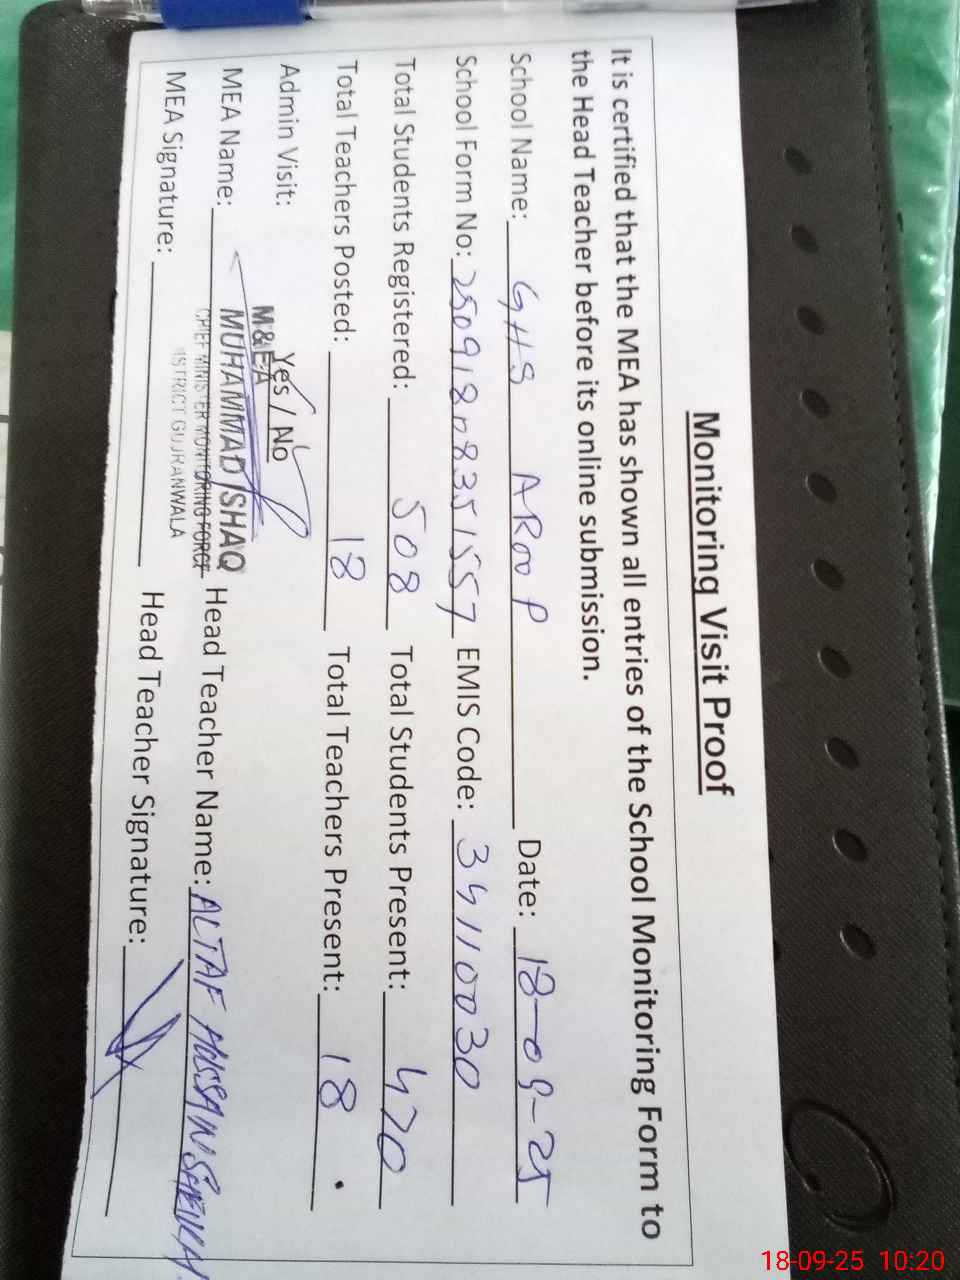 Monitoring Visit Proof
It is certified that the MEA has shown all entries of the School Monitoring Form to
the Head Teacher before its online submission.
School Name: GHS AROOP Date: 18-09-25
School Form No: 25091808351557 EMIS Code: 34110030
Total Students Registered: 508 Total Students Present: 470
Total Teachers Posted: 18 Total Teachers Present: 18
Admin Visit: Yes / No
M&EA
MEA Name: MUHAMMAD ISHAQ Head Teacher Name: ALTAF HUSSAIN
CHIEF MINISTER MONITORING FORCE
DISTRICT GUJRANWALA
MEA Signature: Head Teacher Signature:
18-09-25 10:20